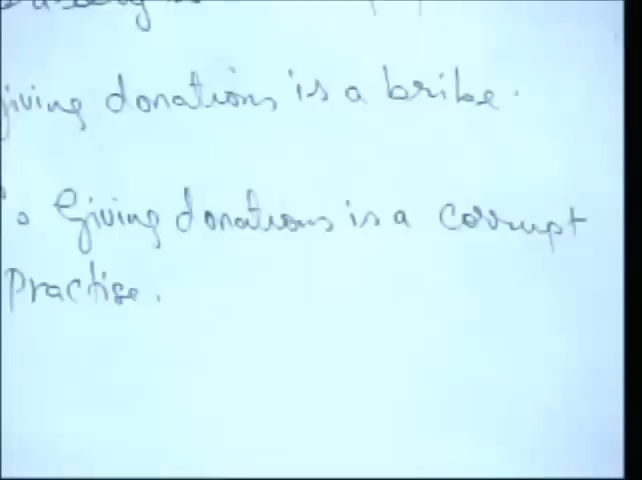 giving donations is a bribe.
Giving donations is a corrupt
Practise.